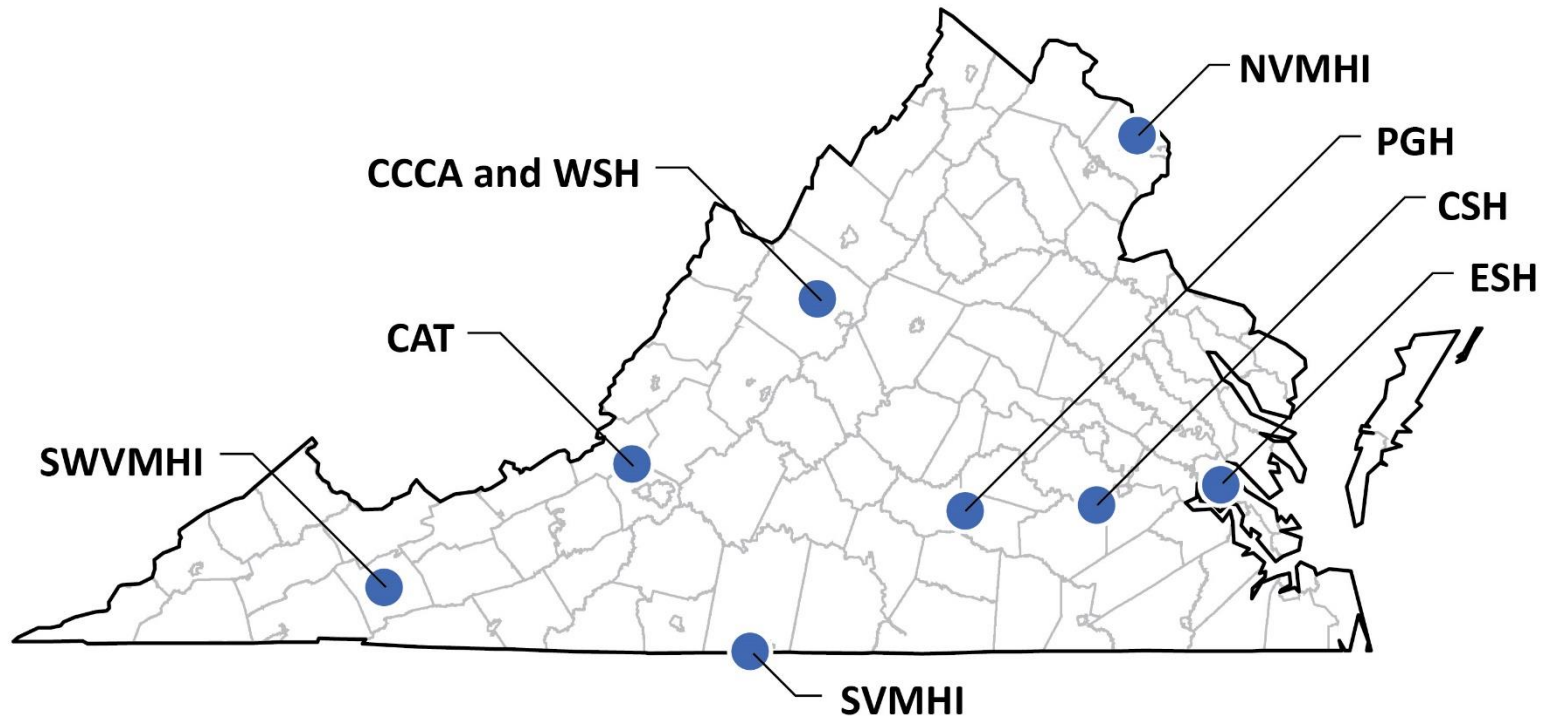 NVMHI
PGH
CCCA and WSH
CSH
ESH
CAT
SWVMHI
SVMHI